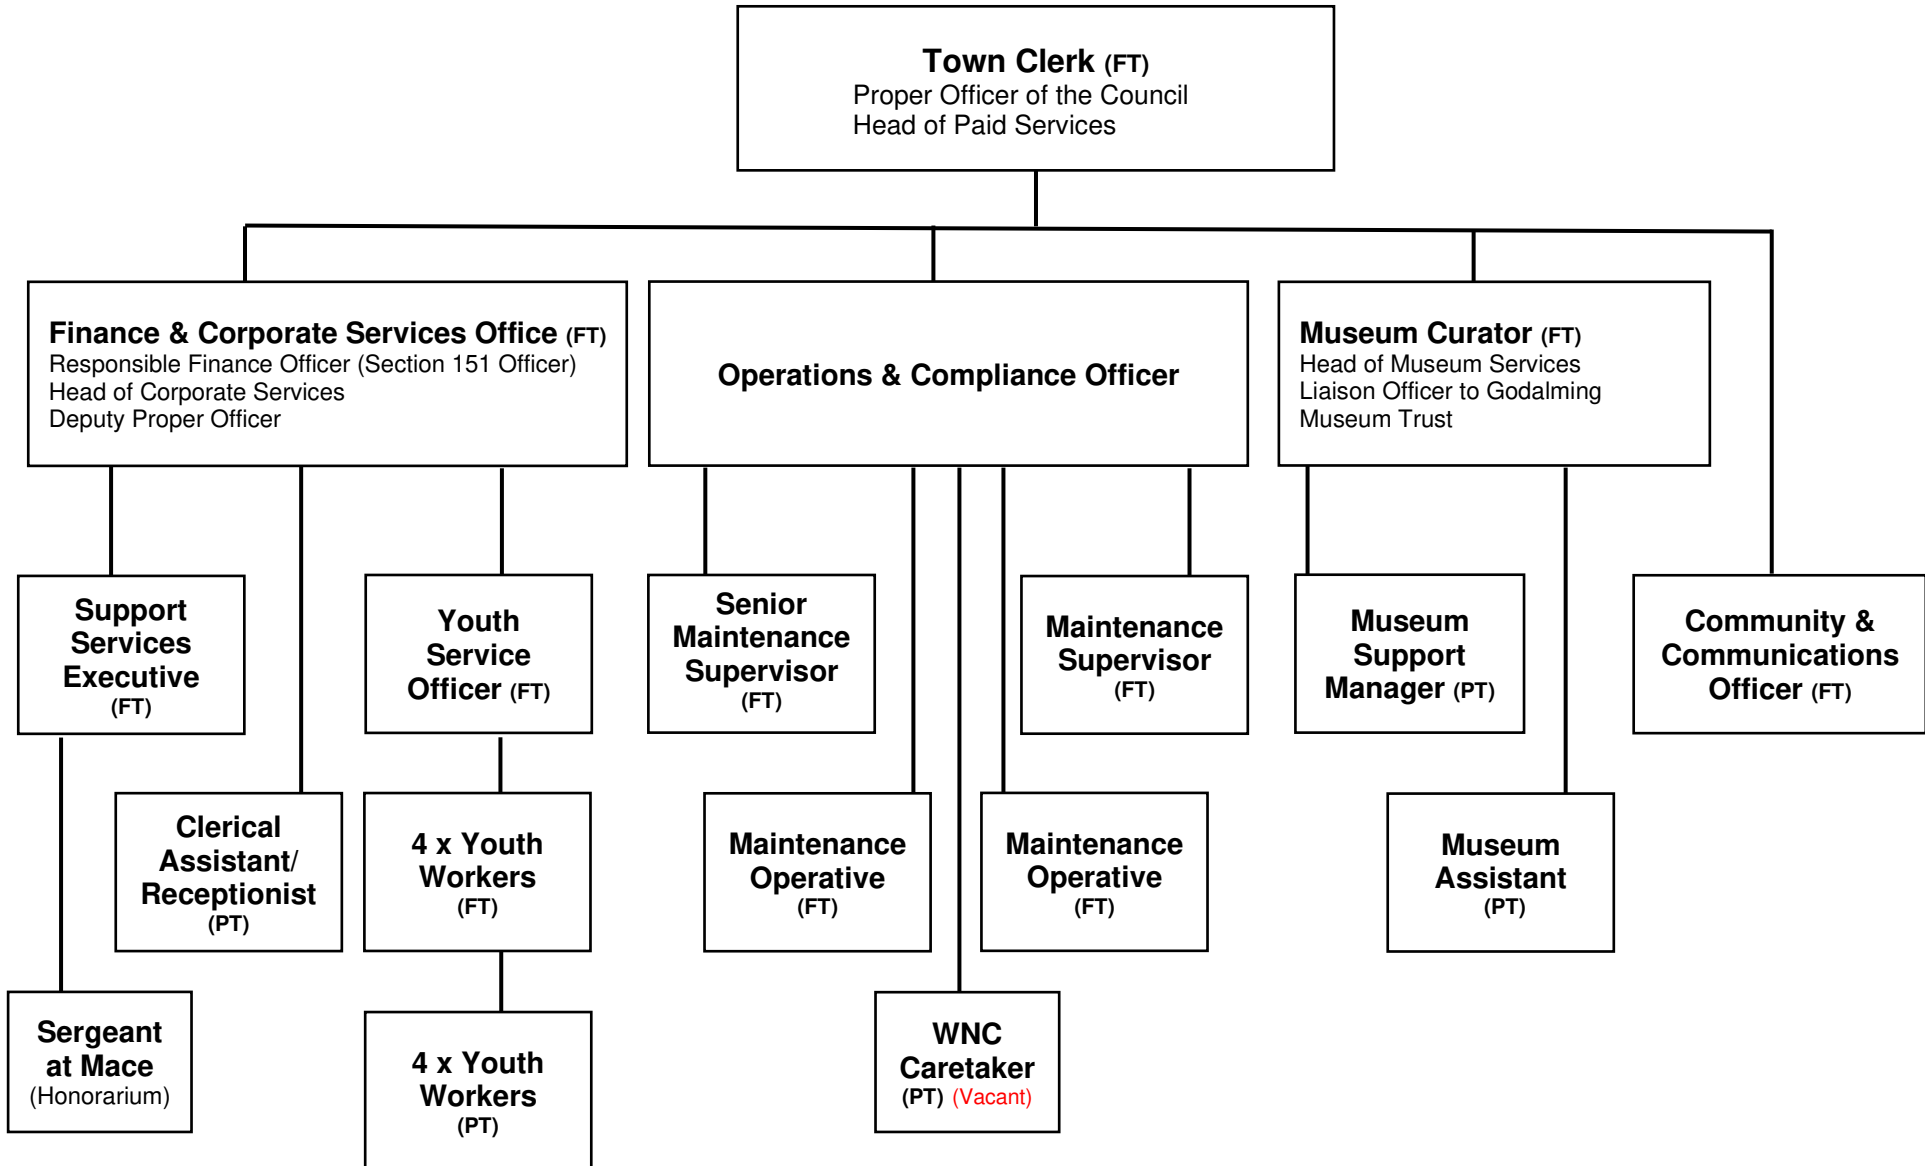 Town Clerk (FT)
Proper Officer of the Council
Head of Paid Services
Finance & Corporate Services Office (FT)
Responsible Finance Officer (Section 151 Officer)
Head of Corporate Services
Deputy Proper Officer
Operations & Compliance Officer
Museum Curator (FT)
Head of Museum Services
Liaison Officer to Godalming
Museum Trust
Support
Services
Executive
(FT)
Youth
Service
Officer (FT)
Senior
Maintenance
Supervisor
(FT)
Maintenance
Supervisor
(FT)
Museum
Support
Manager (PT)
Community &
Communications
Officer (FT)
Clerical
Assistant/
Receptionist
(PT)
4 x Youth
Workers
(FT)
Maintenance
Operative
(FT)
Maintenance
Operative
(FT)
Museum
Assistant
(PT)
Sergeant
at Mace
(Honorarium)
4 x Youth
Workers
(PT)
WNC
Caretaker
(PT) (Vacant)